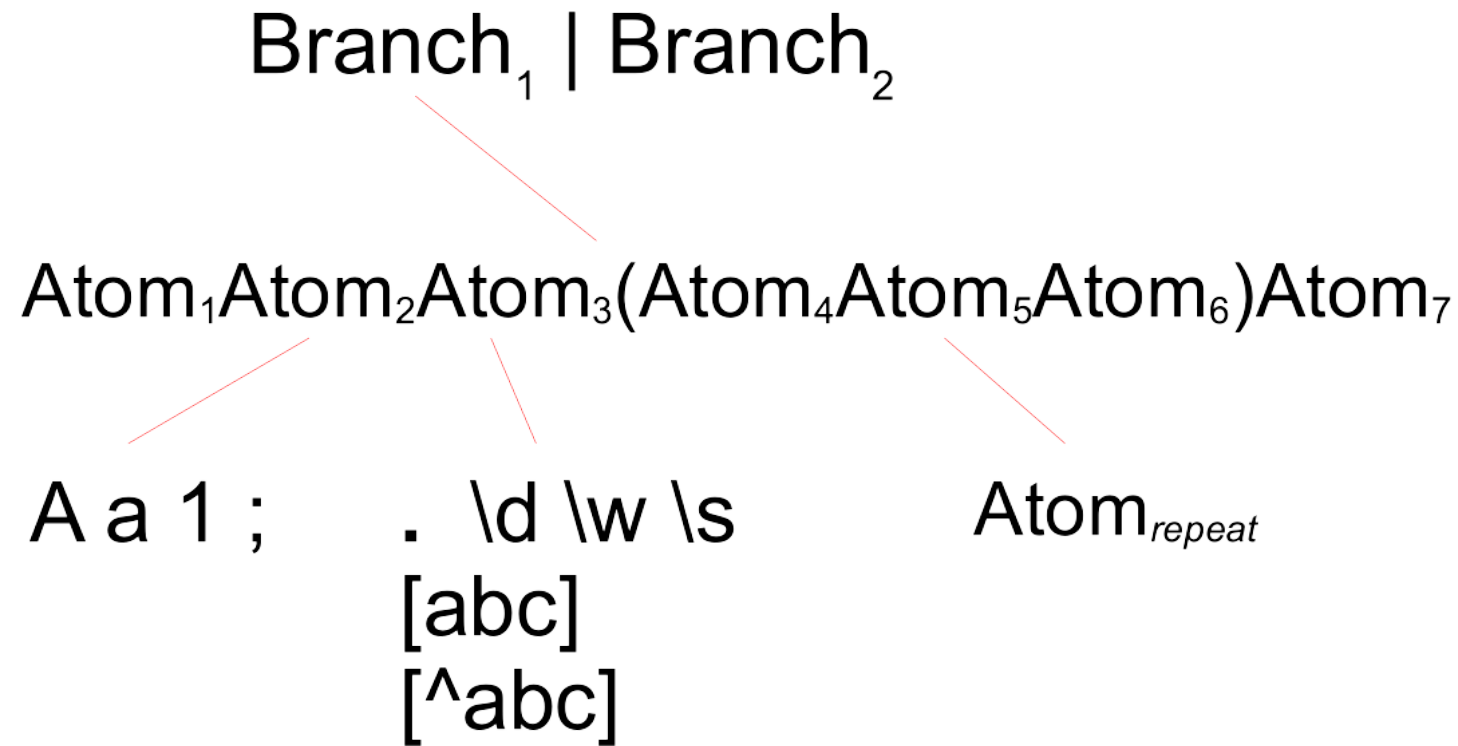 Branch₁ | Branch₂
Atom₁Atom₂Atom₃(Atom₄Atom₅Atom₆)Atom₇
A a 1 ; . \d \w \s Atomrepeat
[abc]
[^abc]